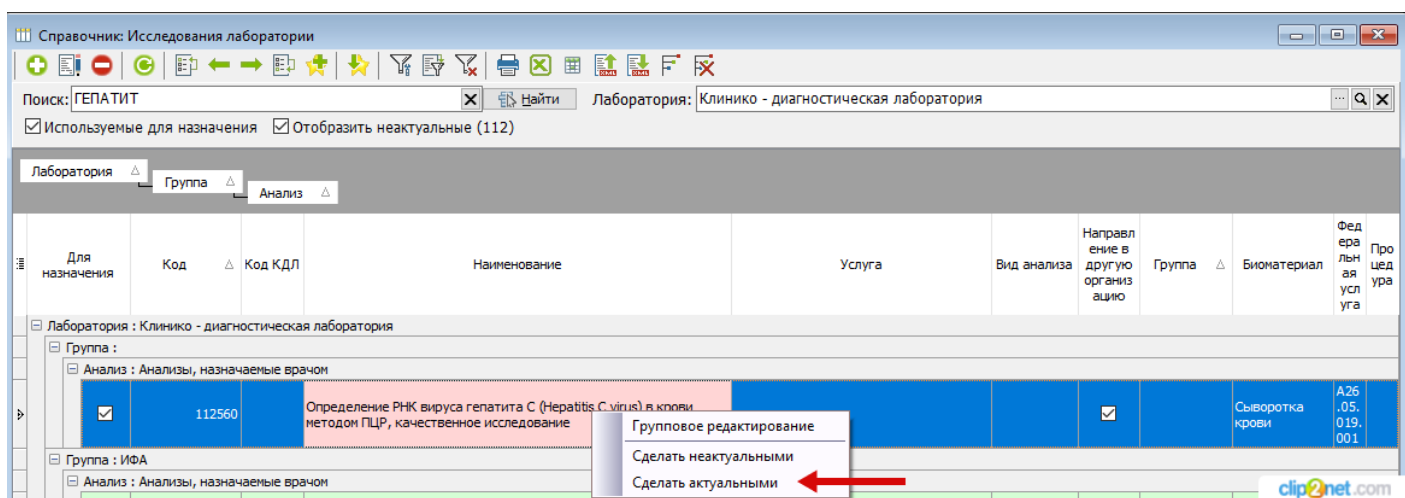 Справочник: Исследования лаборатории
XML XML
Поиск: ГЕПАТИТ Найти Лаборатория: Клинико - диагностическая лаборатория
Используемые для назначения Отобразить неактуальные (112)
Лаборатория
Группа
Анализ
Для назначения Код Код КДЛ Наименование Услуга Вид анализа Направл ение в другую организ ацию Группа Биоматериал Фед ера льн ая усл уга Про цед ура
Лаборатория : Клинико - диагностическая лаборатория
Группа :
Анализ : Анализы, назначаемые врачом
112560 Определение РНК вируса гепатита C (Hepatitis C virus) в крови методом ПЦР, качественное исследование Сыворотка крови A26 .05. 019. 001
Групповое редактирование
Сделать неактуальными
Сделать актуальными
Группа : ИФА
Анализ : Анализы, назначаемые врачом
clip2net.com